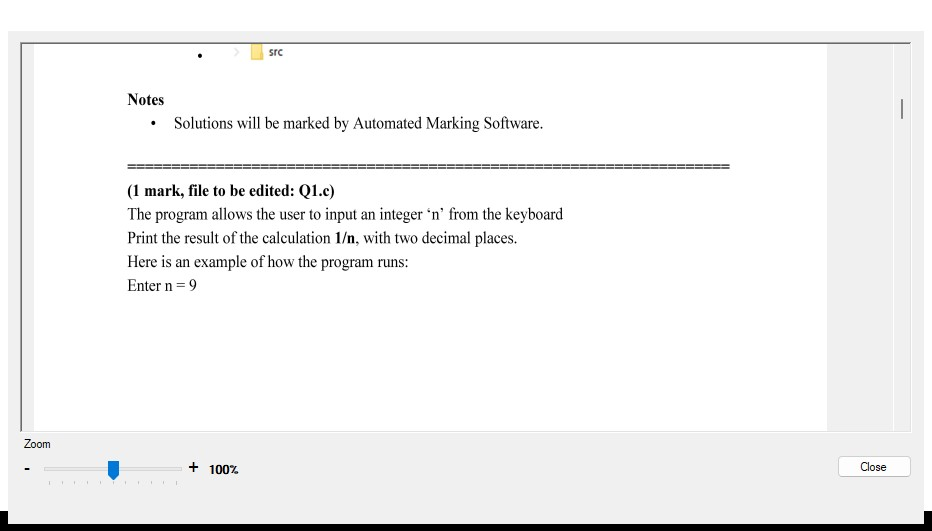 • src
Notes
• Solutions will be marked by Automated Marking Software.
====================================================================
(1 mark, file to be edited: Q1.c)
The program allows the user to input an integer ‘n’ from the keyboard
Print the result of the calculation 1/n, with two decimal places.
Here is an example of how the program runs:
Enter n = 9
Zoom
- + 100%
Close